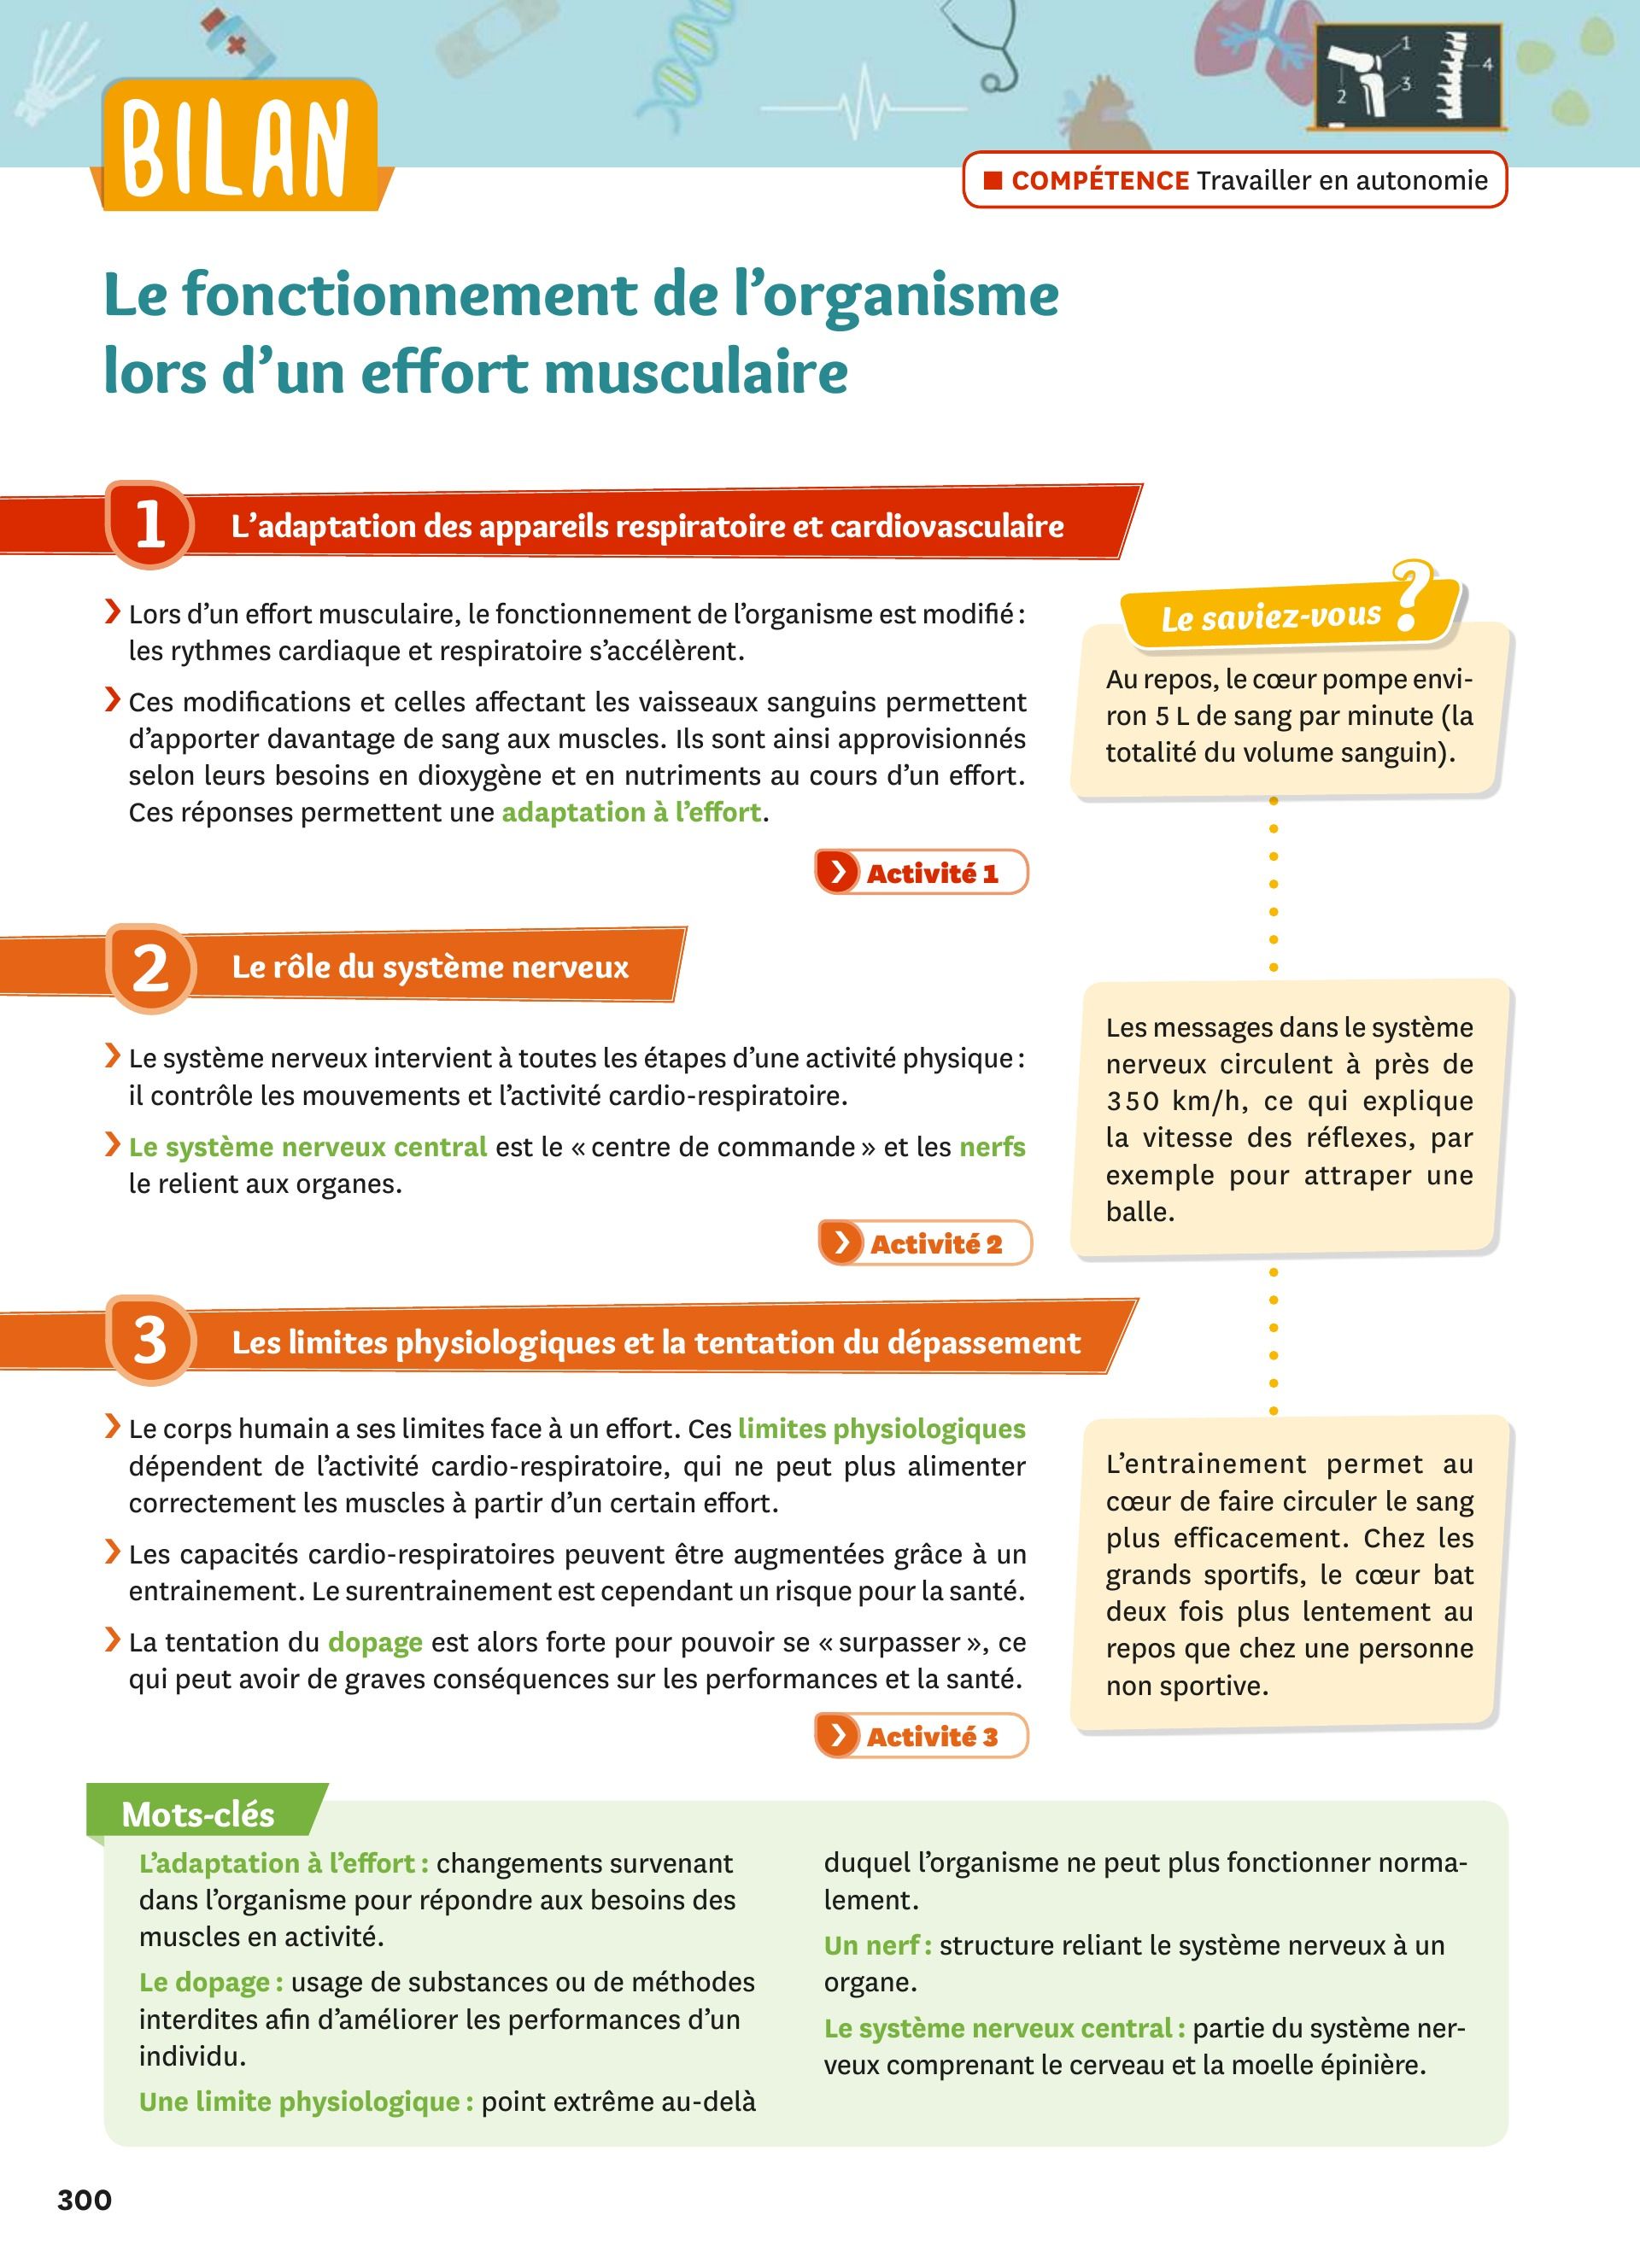 1
2
3
4
BILAN
COMPÉTENCE Travailler en autonomie
Le fonctionnement de l’organisme
lors d’un effort musculaire
1 L’adaptation des appareils respiratoire et cardiovasculaire
❯ Lors d’un effort musculaire, le fonctionnement de l’organisme est modifié :
les rythmes cardiaque et respiratoire s’accélèrent.
❯ Ces modifications et celles affectant les vaisseaux sanguins permettent
d’apporter davantage de sang aux muscles. Ils sont ainsi approvisionnés
selon leurs besoins en dioxygène et en nutriments au cours d’un effort.
Ces réponses permettent une adaptation à l’effort.
❯ Activité 1
Le saviez-vous ?
Au repos, le cœur pompe envi-
ron 5 L de sang par minute (la
totalité du volume sanguin).
2 Le rôle du système nerveux
❯ Le système nerveux intervient à toutes les étapes d’une activité physique :
il contrôle les mouvements et l’activité cardio-respiratoire.
❯ Le système nerveux central est le « centre de commande » et les nerfs
le relient aux organes.
❯ Activité 2
Les messages dans le système
nerveux circulent à près de
350 km/h, ce qui explique
la vitesse des réflexes, par
exemple pour attraper une
balle.
3 Les limites physiologiques et la tentation du dépassement
❯ Le corps humain a ses limites face à un effort. Ces limites physiologiques
dépendent de l’activité cardio-respiratoire, qui ne peut plus alimenter
correctement les muscles à partir d’un certain effort.
❯ Les capacités cardio-respiratoires peuvent être augmentées grâce à un
entrainement. Le surentrainement est cependant un risque pour la santé.
❯ La tentation du dopage est alors forte pour pouvoir se « surpasser », ce
qui peut avoir de graves conséquences sur les performances et la santé.
❯ Activité 3
L’entrainement permet au
cœur de faire circuler le sang
plus efficacement. Chez les
grands sportifs, le cœur bat
deux fois plus lentement au
repos que chez une personne
non sportive.
Mots-clés
L’adaptation à l’effort : changements survenant
dans l’organisme pour répondre aux besoins des
muscles en activité.
Le dopage : usage de substances ou de méthodes
interdites afin d’améliorer les performances d’un
individu.
Une limite physiologique : point extrême au-delà
duquel l’organisme ne peut plus fonctionner norma-
lement.
Un nerf : structure reliant le système nerveux à un
organe.
Le système nerveux central : partie du système ner-
veux comprenant le cerveau et la moelle épinière.
300